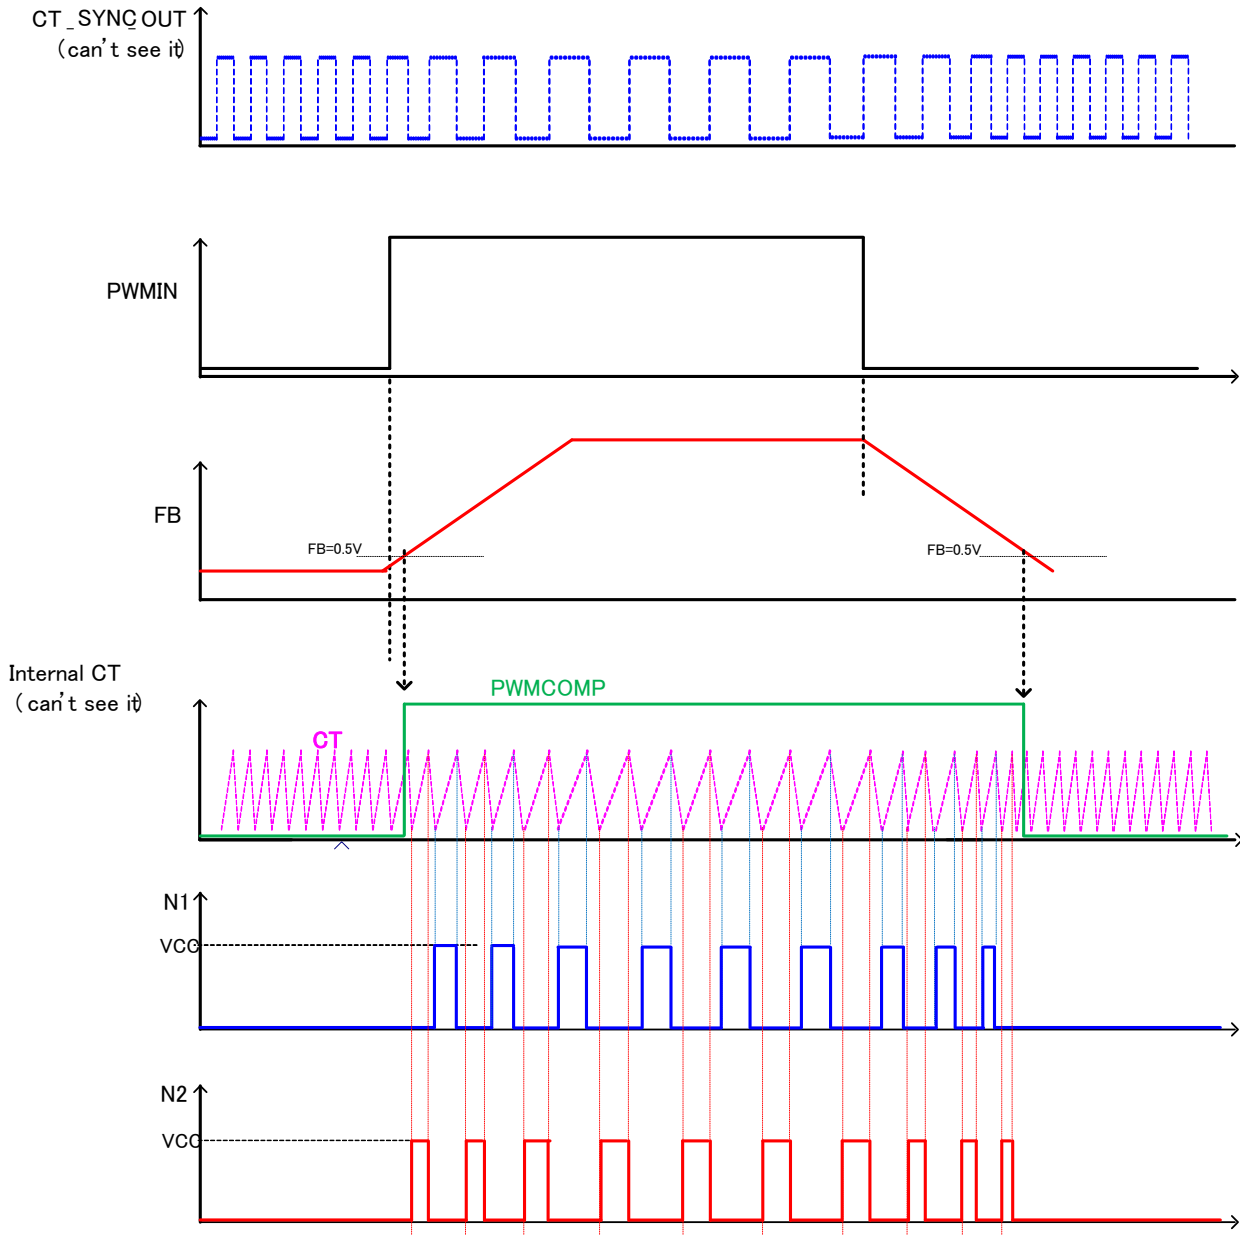 CT_SYNC OUT
(can't see it)
PWMIN
FB
FB=0.5V
FB=0.5V
Internal CT
(can't see it)
PWMCOMP
CT
N1
VCC
N2
VCC